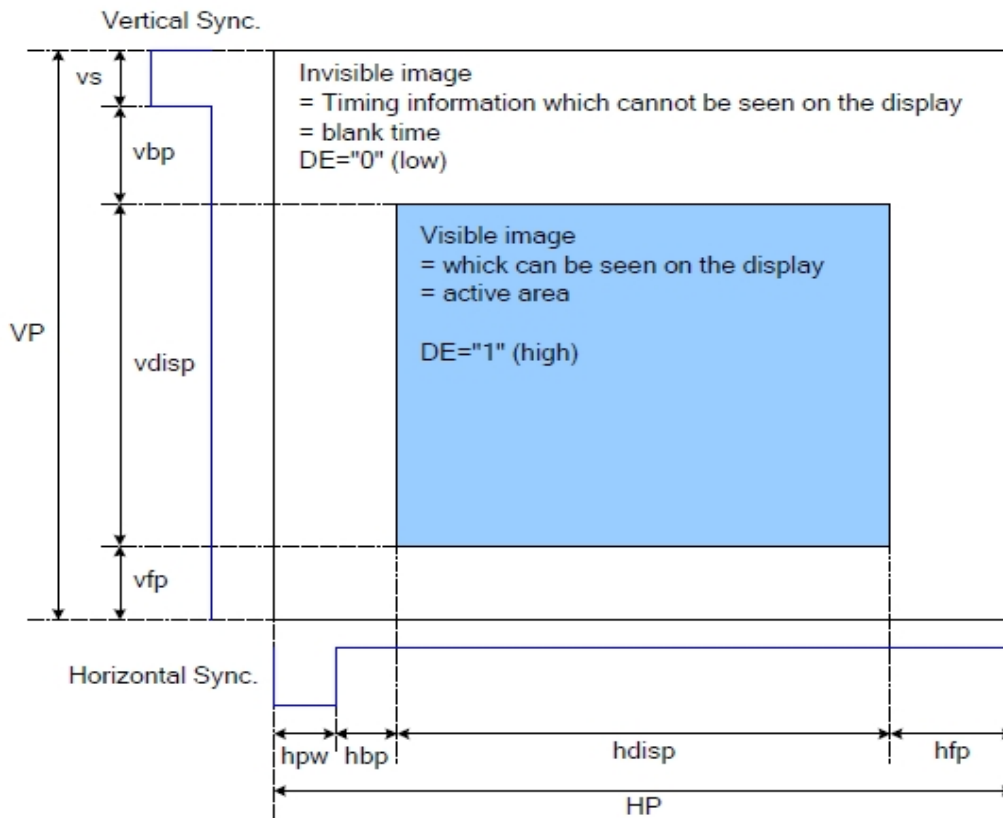 Vertical Sync.
vs
Invisible image
= Timing information which cannot be seen on the display
= blank time
DE="0" (low)
vbp
Visible image
= whick can be seen on the display
= active area
DE="1" (high)
VP
vdisp
vfp
Horizontal Sync.
hpw
hbp
hdisp
hfp
HP